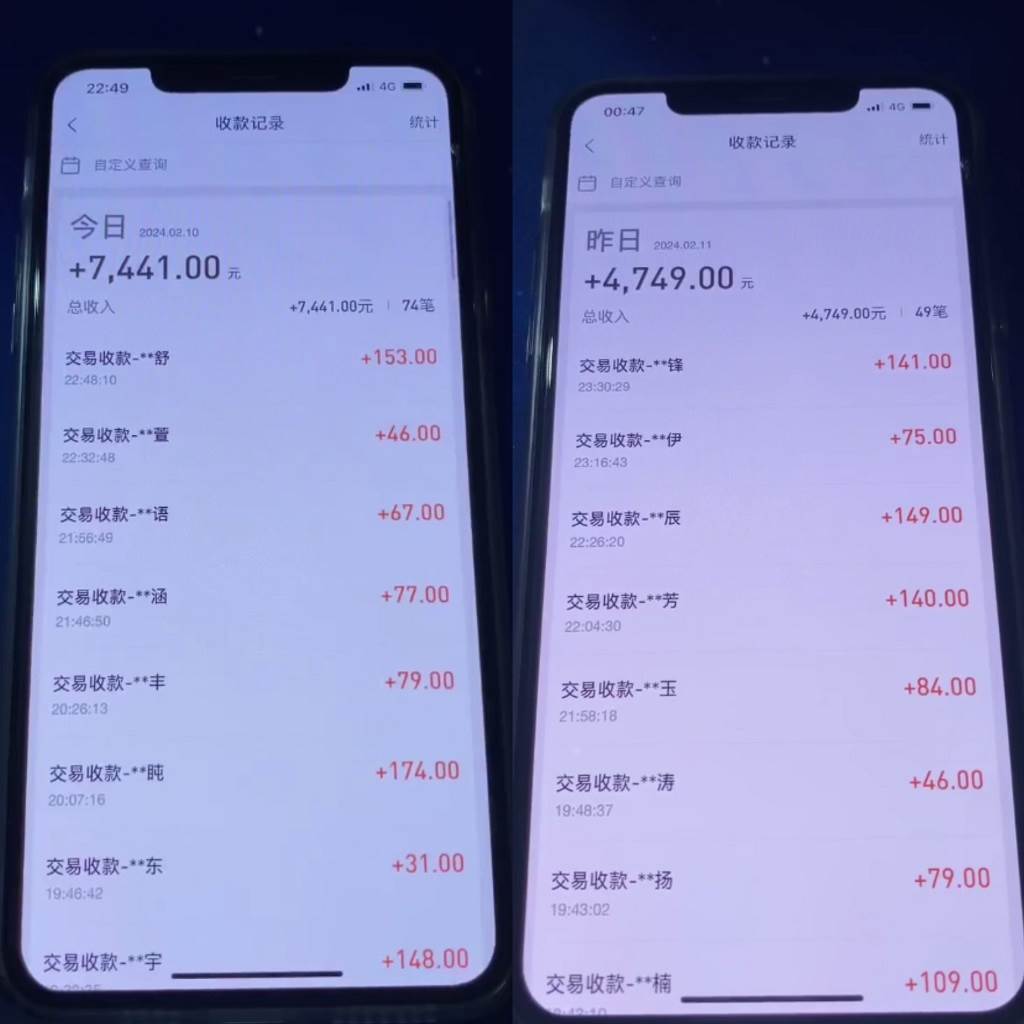 22:49
4G
收款记录
统计
自定义查询
今日 2024.02.10
+7,441.00 元
总收入 +7,441.00元 | 74笔
交易收款-**舒 +153.00
22:48:10
交易收款-**萱 +46.00
22:32:48
交易收款-**语 +67.00
21:56:49
交易收款-**涵 +77.00
21:46:50
交易收款-**丰 +79.00
20:26:13
交易收款-**盹 +174.00
20:07:16
交易收款-**东 +31.00
19:46:42
交易收款-**宇 +148.00
00:47
4G
收款记录
统计
自定义查询
昨日 2024.02.11
+4,749.00 元
总收入 +4,749.00元 | 49笔
交易收款-**锋 +141.00
23:30:29
交易收款-**伊 +75.00
23:16:43
交易收款-**辰 +149.00
22:26:20
交易收款-**芳 +140.00
22:04:30
交易收款-**玉 +84.00
21:58:18
交易收款-**涛 +46.00
19:48:37
交易收款-**扬 +79.00
19:43:02
交易收款-**楠 +109.00